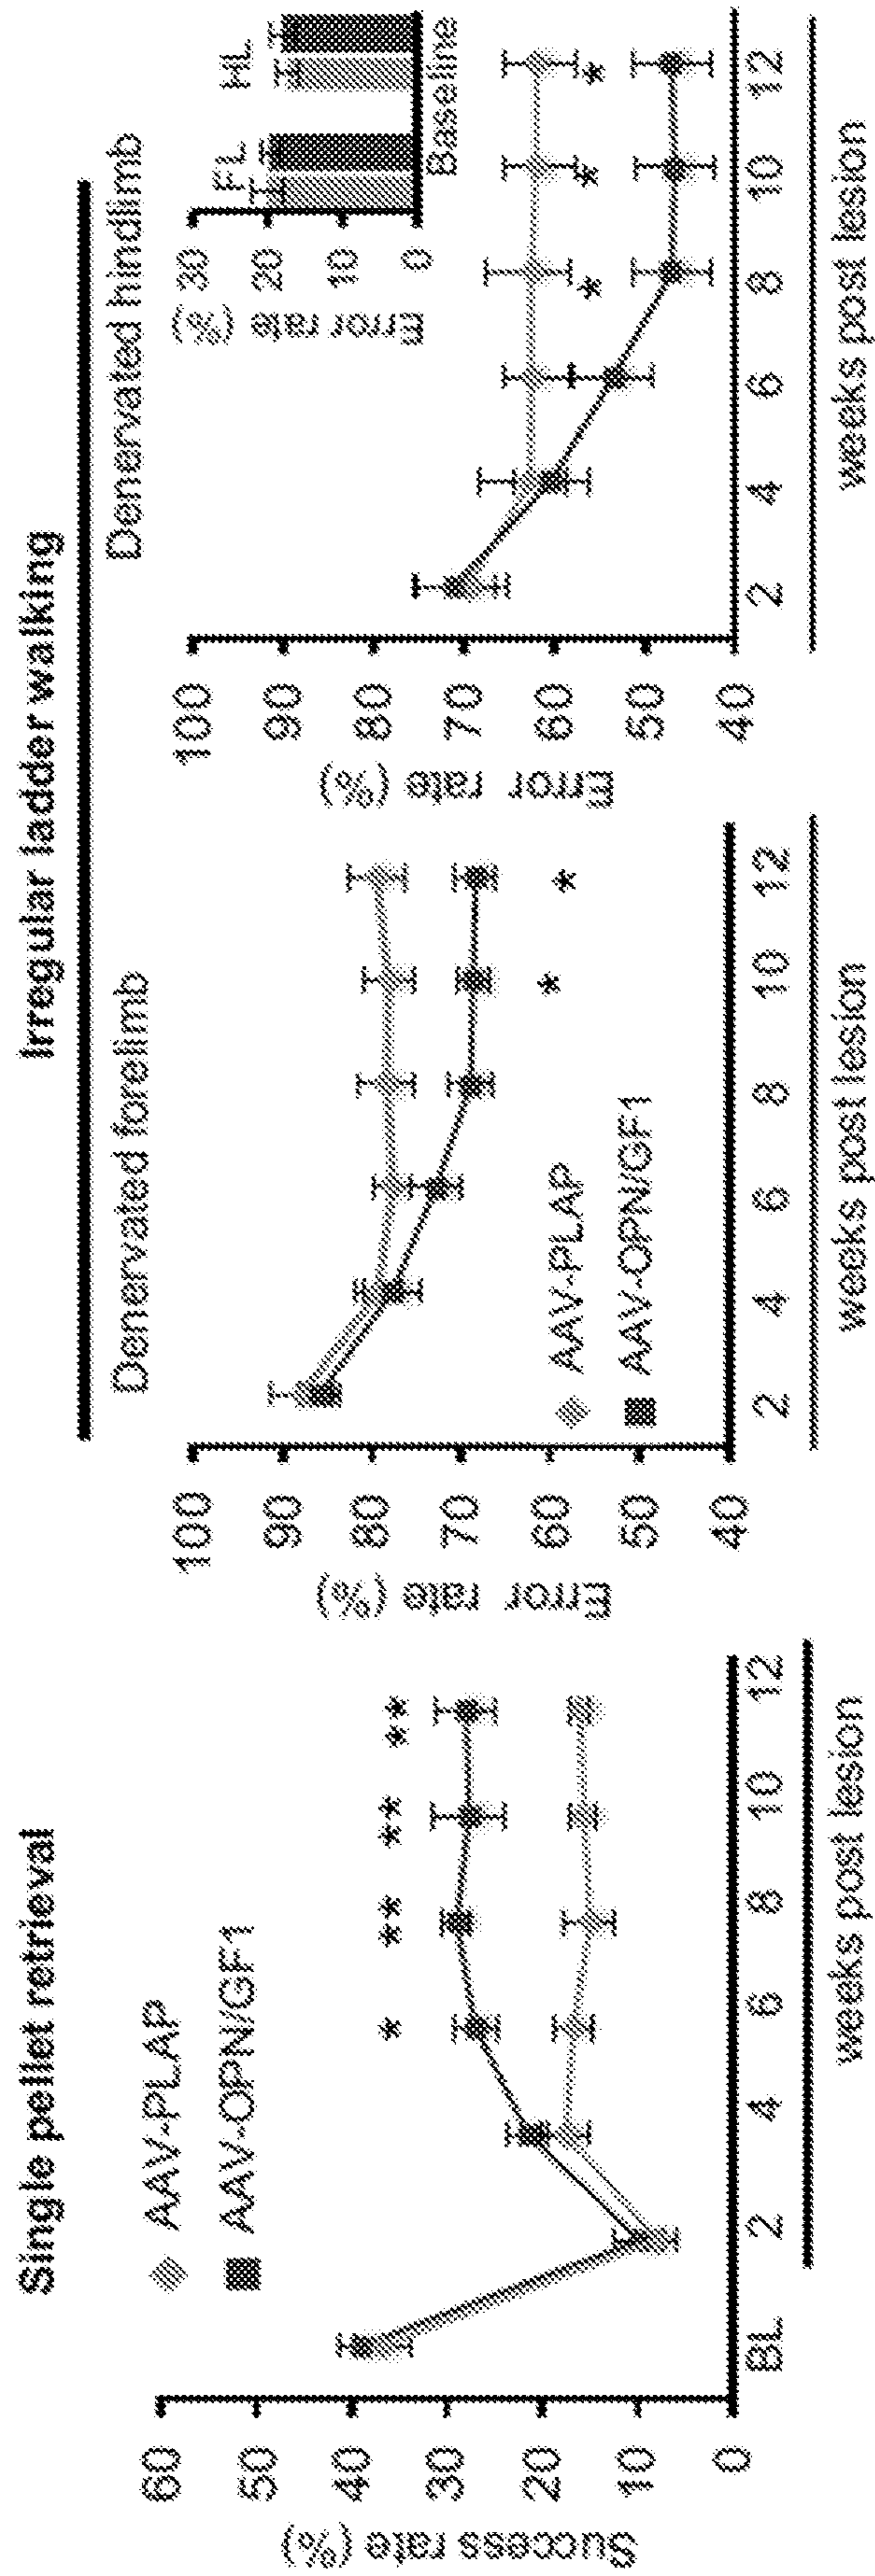 Single pellet retrieval
AAV-PLAP
AAV-OPN/GF1
Success rate (%)
60
50
40
30
20
10
0
BL 2 4 6 8 10 12
weeks post lesion
* ** ** **
Irregular ladder walking
Denervated forelimb
Error rate (%)
100
90
80
70
60
50
40
AAV-PLAP
AAV-OPN/GF1
* *
2 4 6 8 10 12
weeks post lesion
Denervated hindlimb
Error rate (%)
100
90
80
70
60
50
40
* * *
2 4 6 8 10 12
weeks post lesion
Error rate (%)
30
20
10
0
FL HL
Baseline